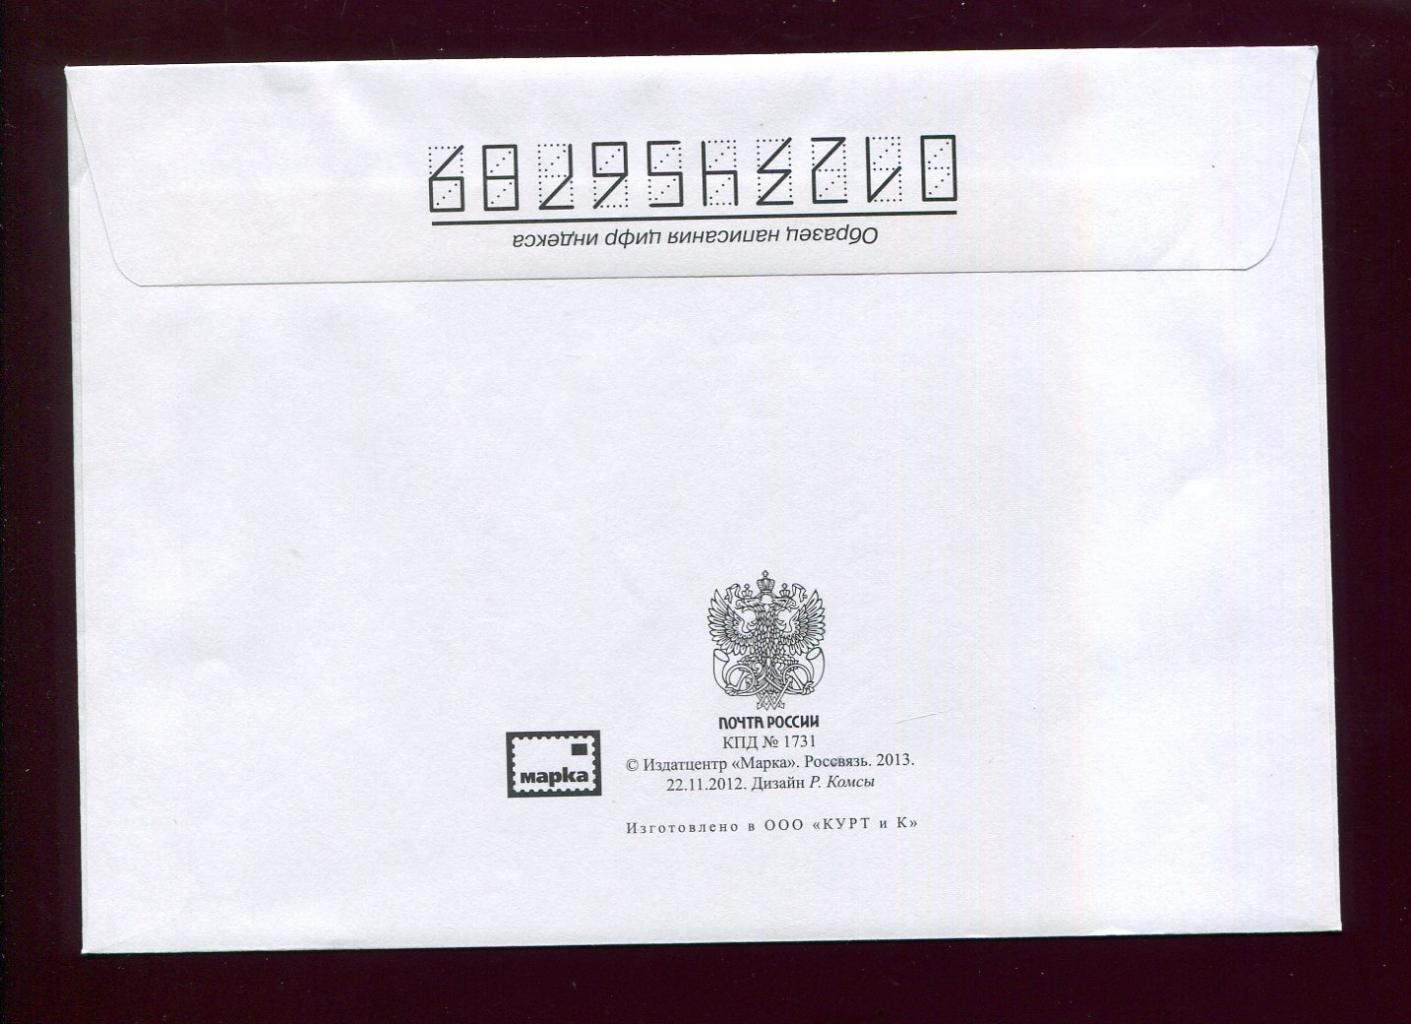 0123456789
Образец написания цифр индекса
ПОЧТА РОССИИ
КПД № 1731
© Издатцентр «Марка». Россвязь. 2013.
22.11.2012. Дизайн Р. Комсы
марка
Изготовлено в ООО «КУРТ и К»